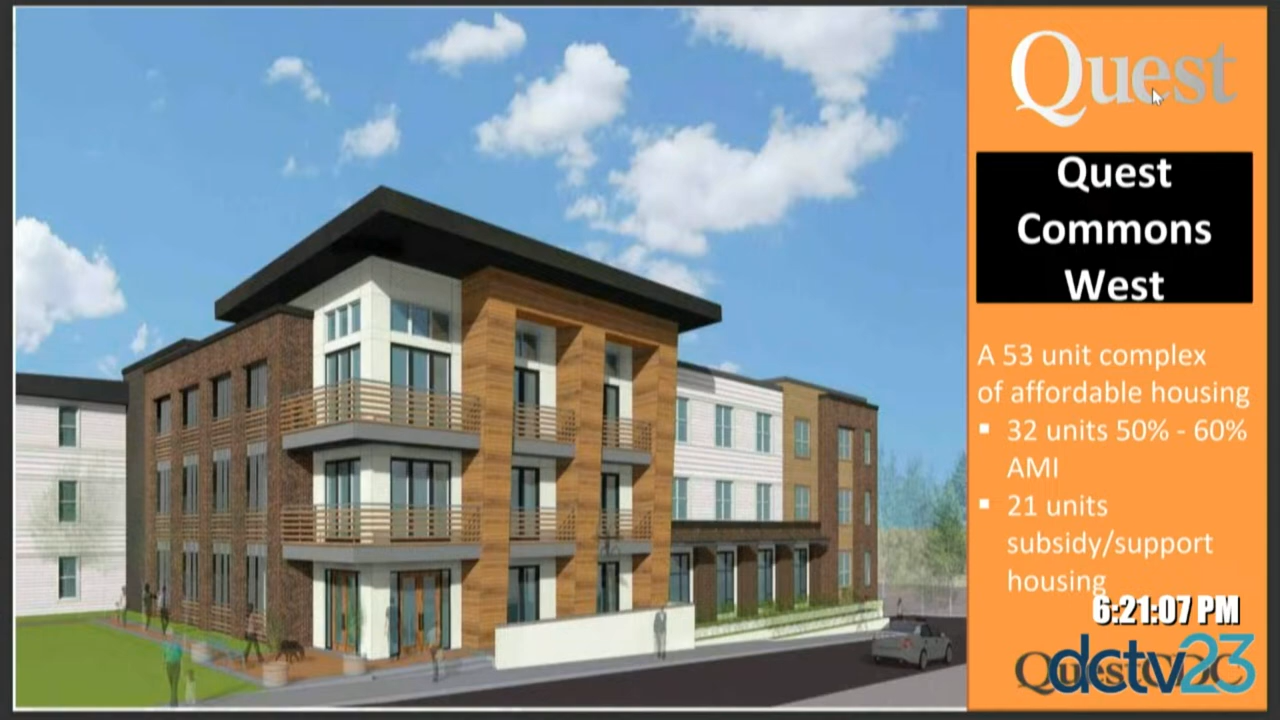 Quest
Quest
Commons
West
A 53 unit complex
of affordable housing
▪ 32 units 50% - 60%
AMI
▪ 21 units
subsidy/support
housing
6:21:07 PM
dctv23
QuestCDC